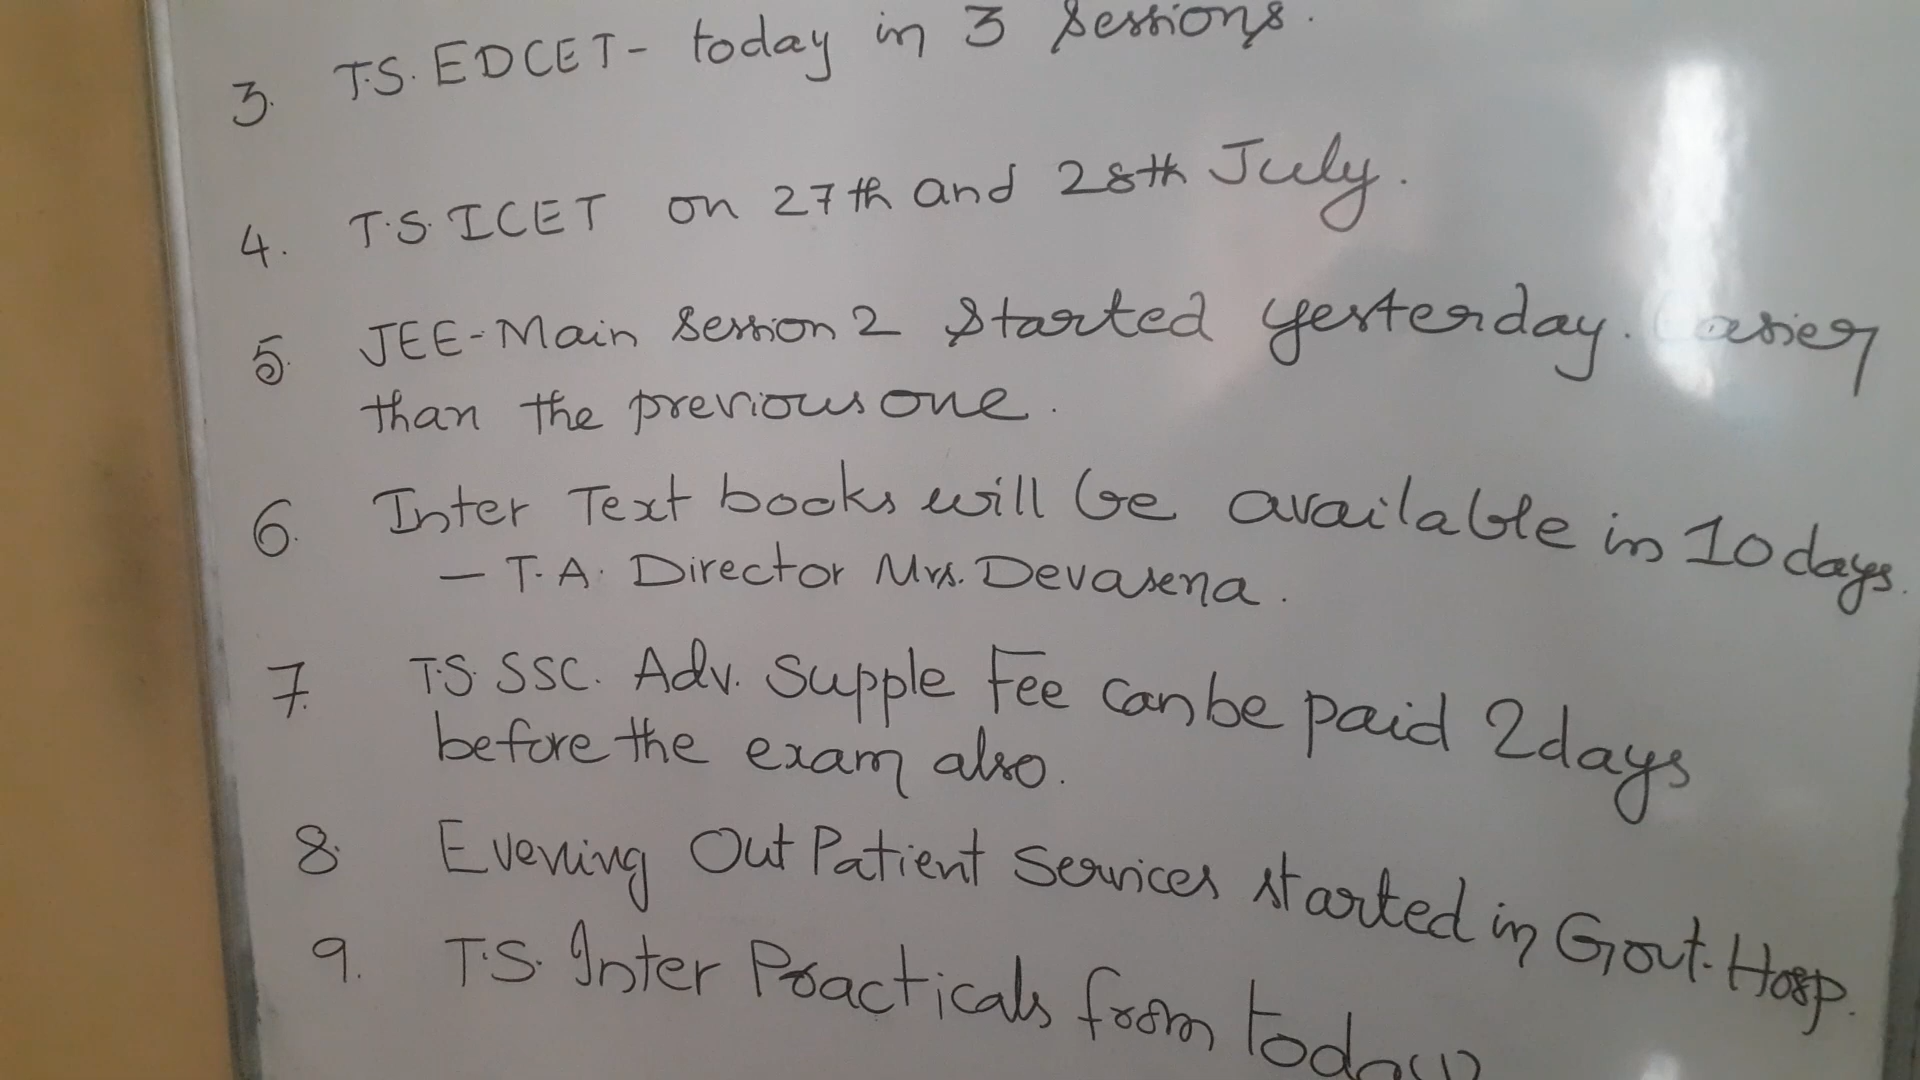 3. T.S. EDCET- today in 3 Sessions.
4. T.S. ICET on 27th and 28th July.
5. JEE-Main Session 2 Started yesterday. Easier
than the previous one.
6. Inter Text books will be available in 10 days.
- T.A. Director Mrs. Devasena.
7. T.S. SSC. Adv. Supple Fee can be paid 2 days
before the exam also.
8. Evening Out Patient Services started in Govt. Hosp.
9. T.S. Inter Practicals from today